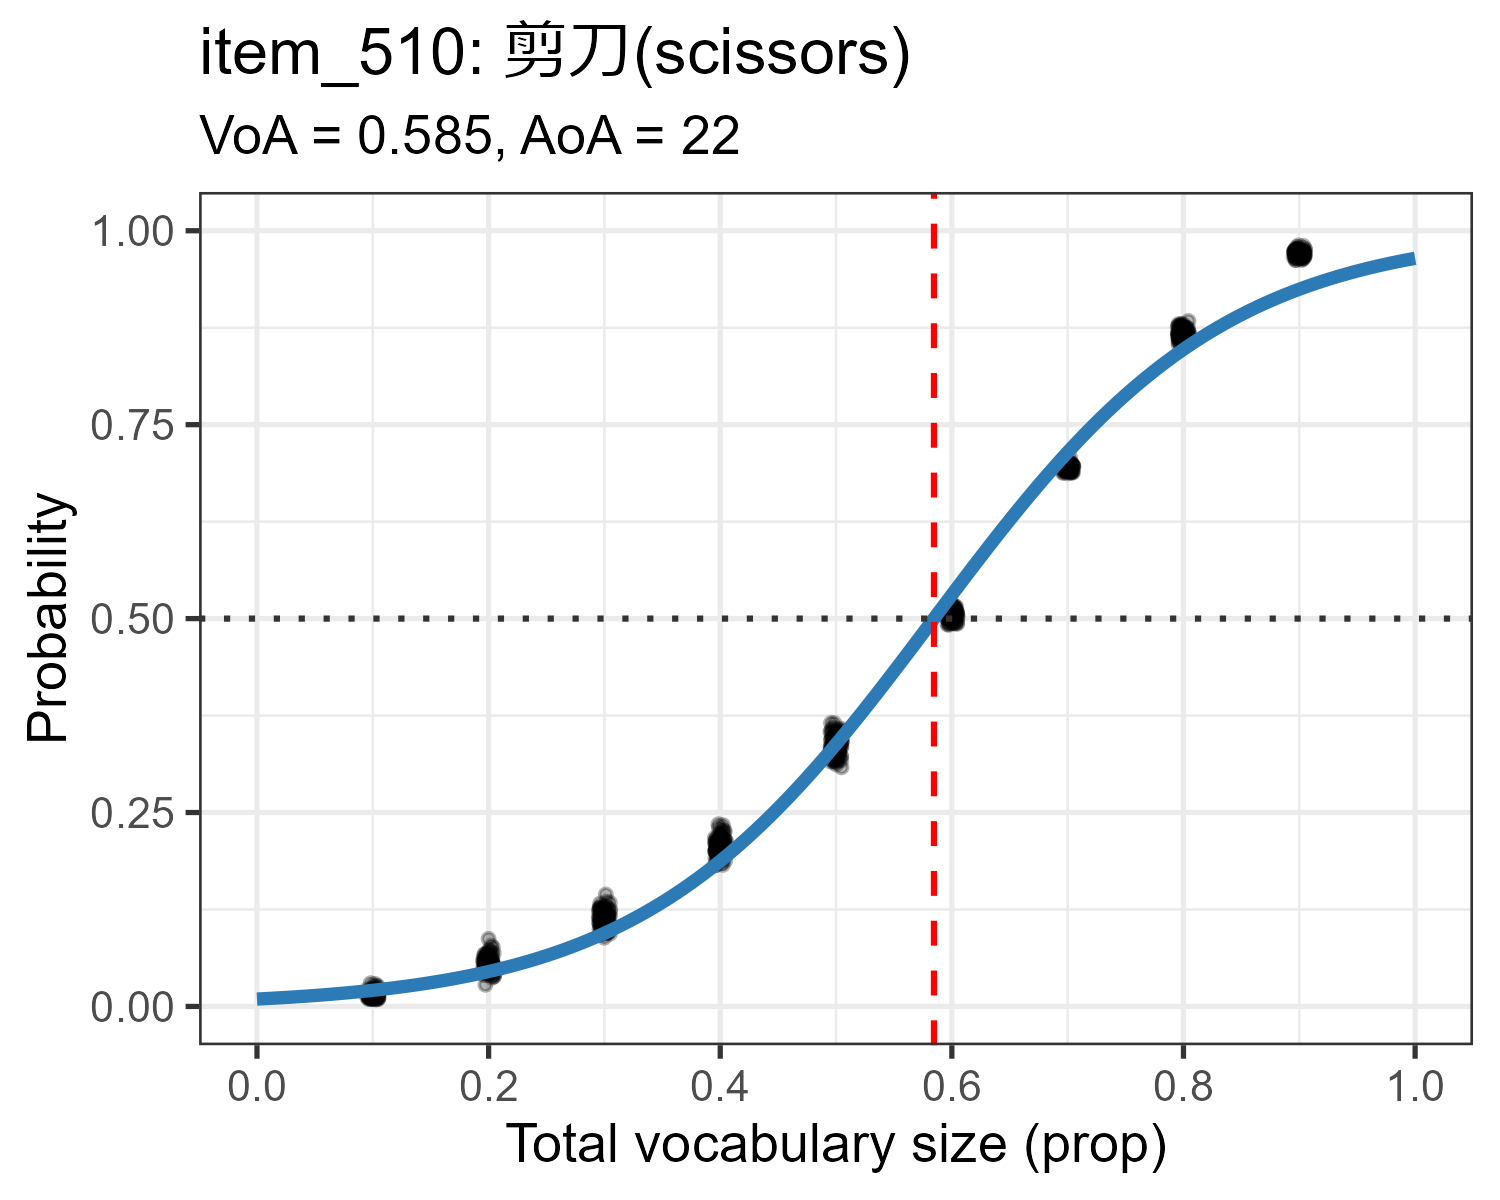 item_510: 剪刀(scissors)
VoA = 0.585, AoA = 22
1.00
0.75
0.50
0.25
0.00
Probability
0.0 0.2 0.4 0.6 0.8 1.0
Total vocabulary size (prop)